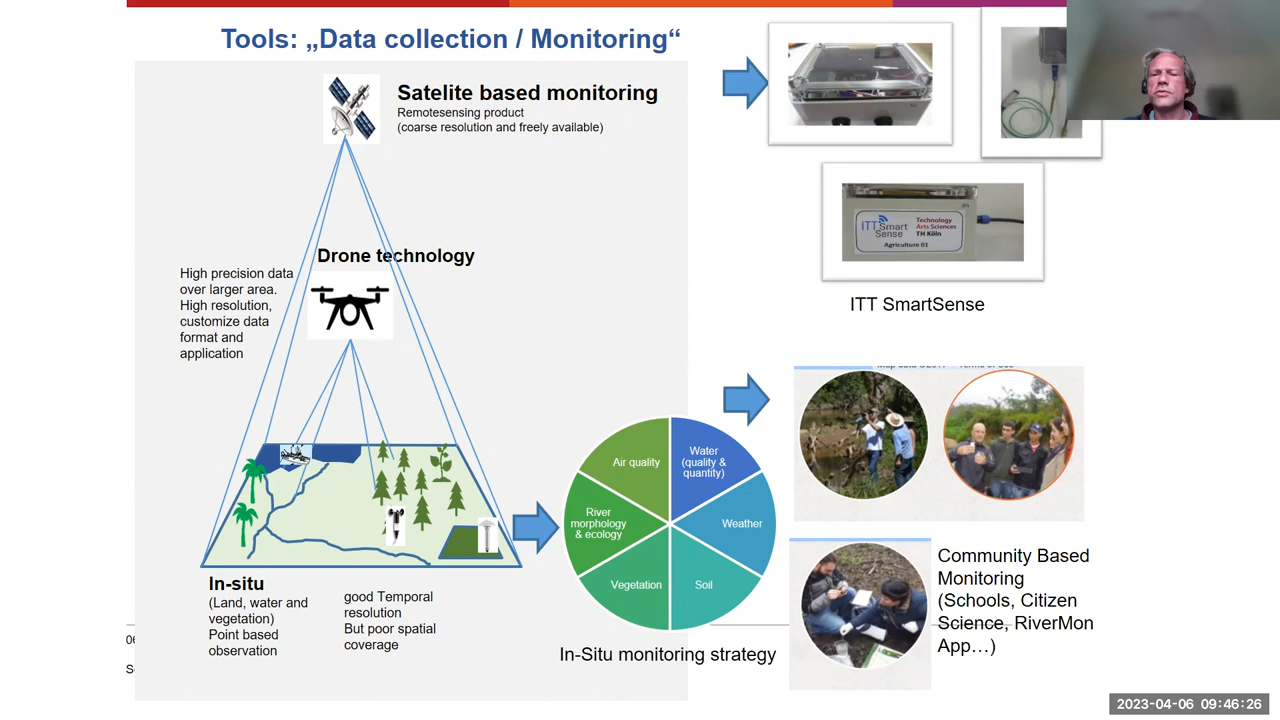 Tools: „Data collection / Monitoring“
Satelite based monitoring
Remotesensing product
(coarse resolution and freely available)
Drone technology
High precision data
over larger area.
High resolution,
customize data
format and
application
In-situ
(Land, water and
vegetation)
Point based
observation
good Temporal
resolution
But poor spatial
coverage
Air quality
Water
(quality &
quantity)
River
morphology
& ecology
Weather
Vegetation
Soil
In-Situ monitoring strategy
ITT Smart
Sense
Technology
Arts Sciences
TH Köln
Agriculture 01
ITT SmartSense
Community Based
Monitoring
(Schools, Citizen
Science, RiverMon
App…)
06
S
2023-04-06 09:46:26